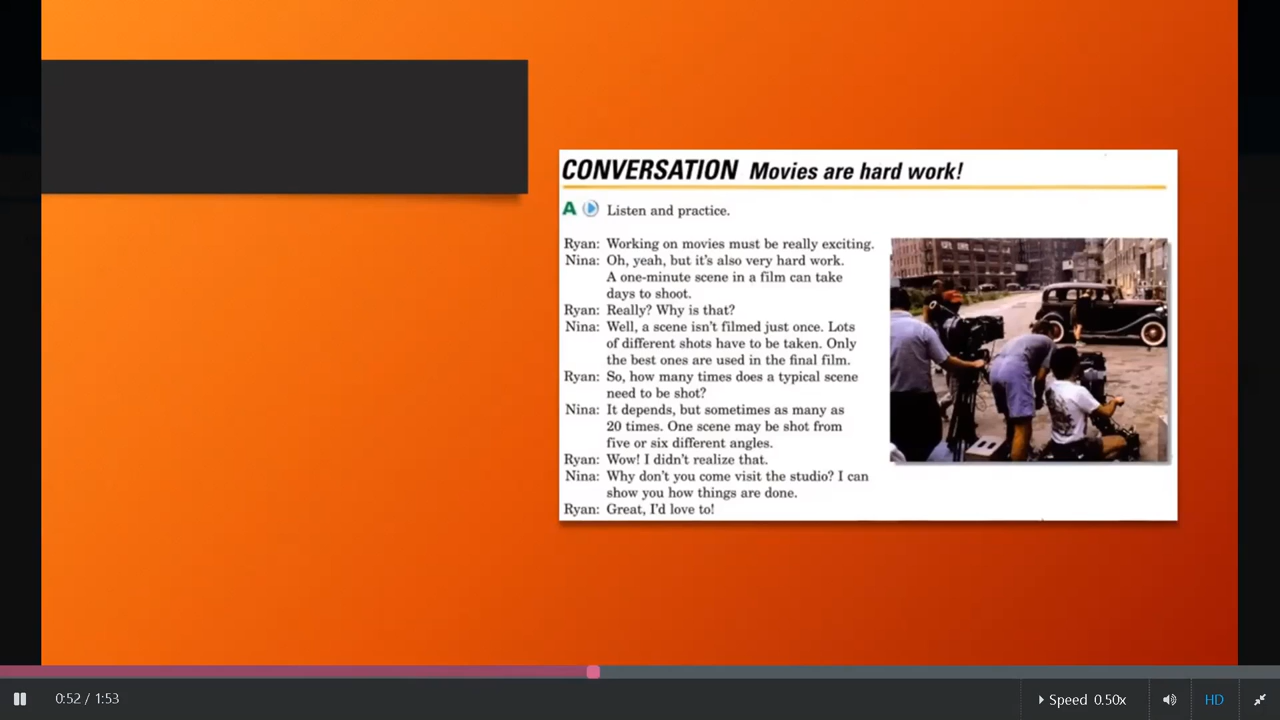 CONVERSATION Movies are hard work!
A Listen and practice.
Ryan: Working on movies must be really exciting.
Nina: Oh, yeah, but it's also very hard work.
A one-minute scene in a film can take
days to shoot.
Ryan: Really? Why is that?
Nina: Well, a scene isn't filmed just once. Lots
of different shots have to be taken. Only
the best ones are used in the final film.
Ryan: So, how many times does a typical scene
need to be shot?
Nina: It depends, but sometimes as many as
20 times. One scene may be shot from
five or six different angles.
Ryan: Wow! I didn't realize that.
Nina: Why don't you come visit the studio? I can
show you how things are done.
Ryan: Great, I'd love to!
0:52 / 1:53
Speed 0.50x
HD